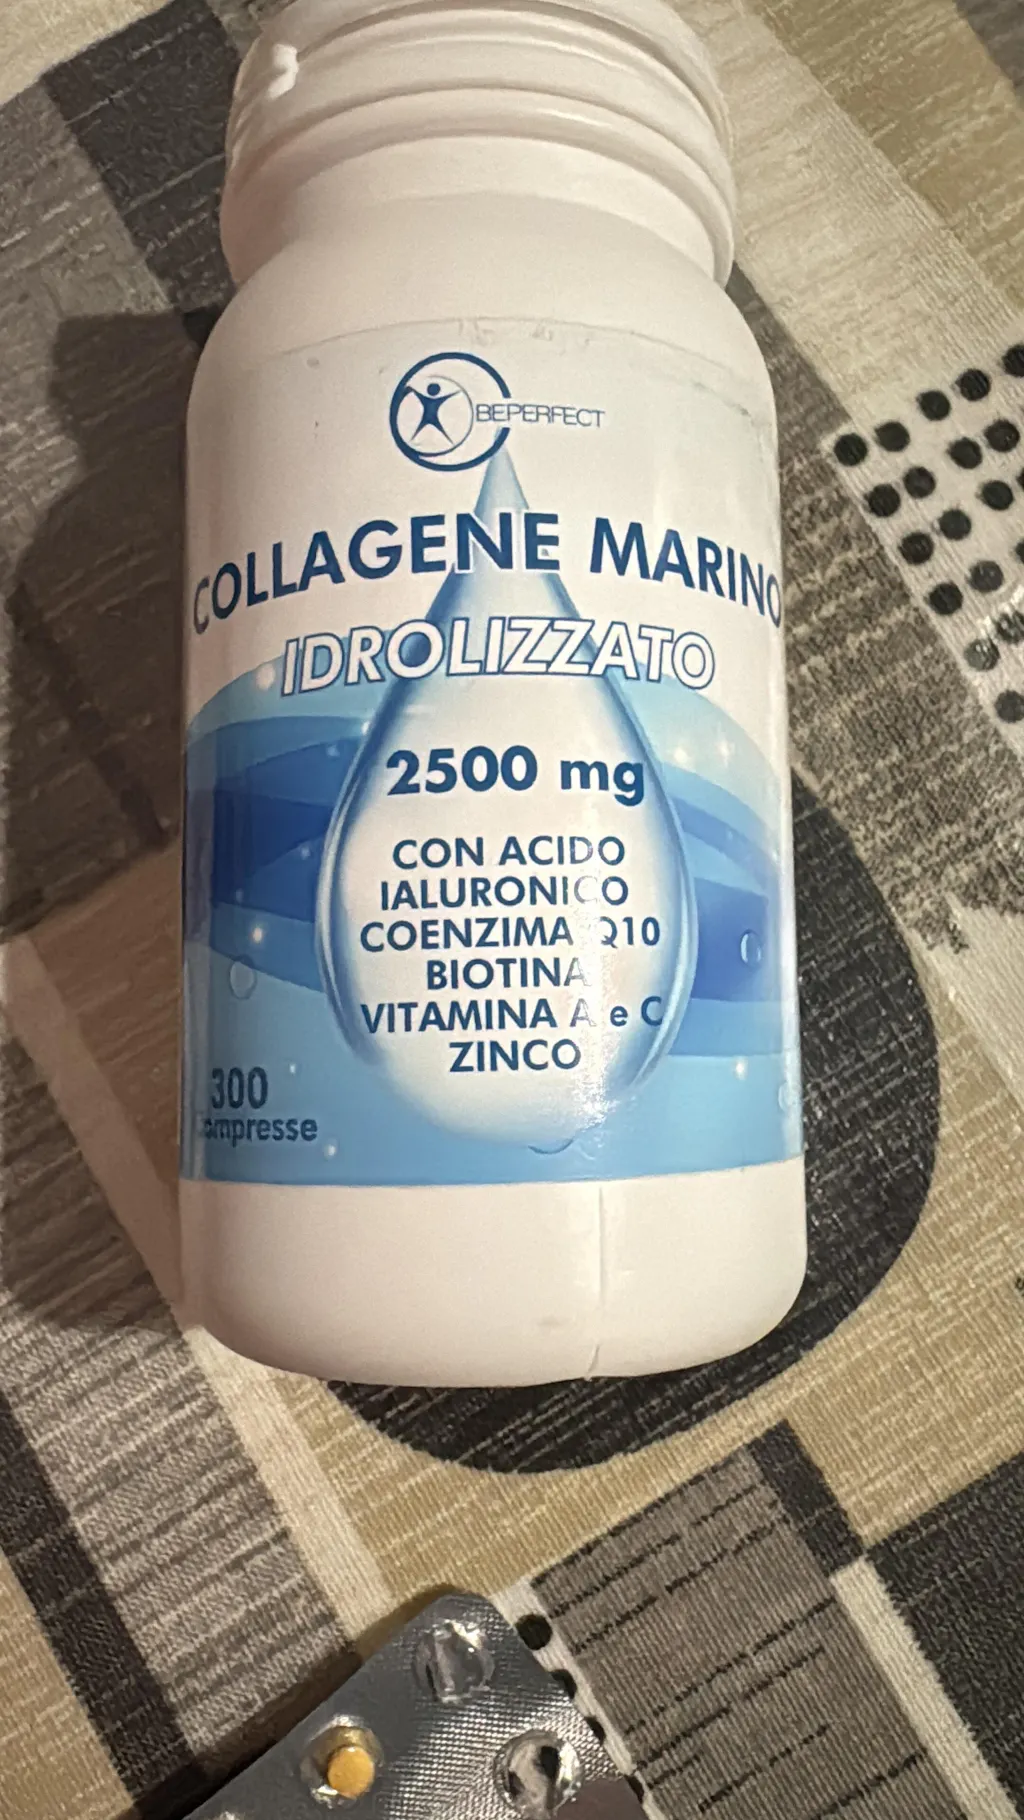 BEPERFECT
COLLAGENE MARINO
IDROLIZZATO
2500 mg
CON ACIDO
IALURONICO
COENZIMA Q10
BIOTINA
VITAMINA A e C
ZINCO
300
compresse